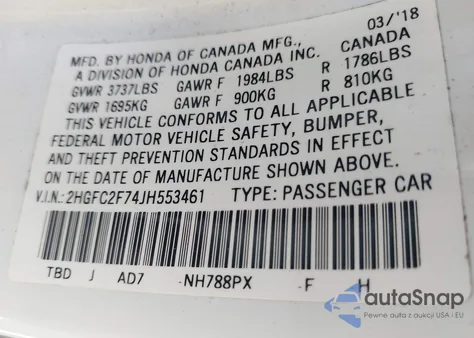 MFD. BY HONDA OF CANADA MFG., 03/'18
A DIVISION OF HONDA CANADA INC. CANADA
GVWR 3737LBS GAWR F 1984LBS R 1786LBS
GVWR 1695KG GAWR F 900KG R 810KG
THIS VEHICLE CONFORMS TO ALL APPLICABLE
FEDERAL MOTOR VEHICLE SAFETY, BUMPER,
AND THEFT PREVENTION STANDARDS IN EFFECT
ON THE DATE OF MANUFACTURE SHOWN ABOVE.
V.I.N.: 2HGFC2F74JH553461 TYPE: PASSENGER CAR
TBD J AD7 -NH788PX -F H
autaSnap
Pewne auta z aukcji USA i EU